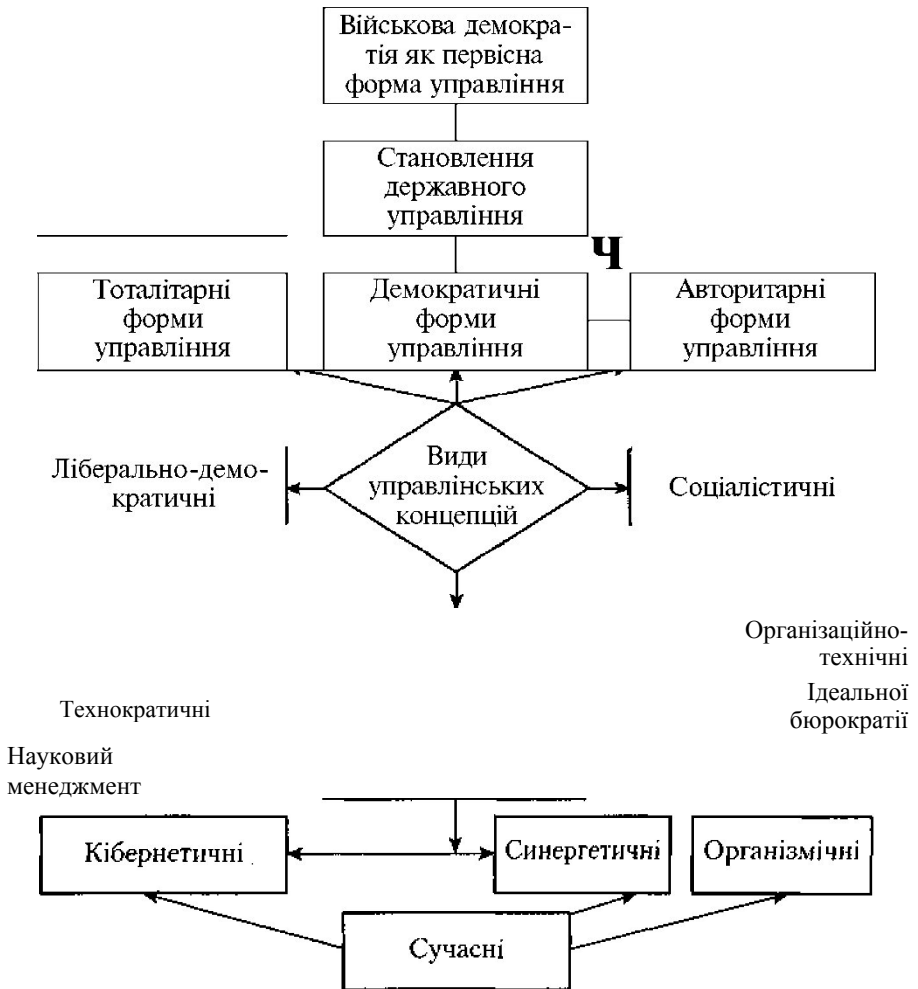 Військова демокра-
тія як первісна
форма управління
Становлення
державного
управління
Ч
Тоталітарні
форми
управління
Демократичні
форми
управління
Авторитарні
форми
управління
Ліберально-демо-
кратичні
Види
управлінських
концепцій
Соціалістичні
Організаційно-
технічні
Технократичні
Ідеальної
бюрократії
Науковий
менеджмент
Кібернетичні
Синергетичні
Організмічні
Сучасні